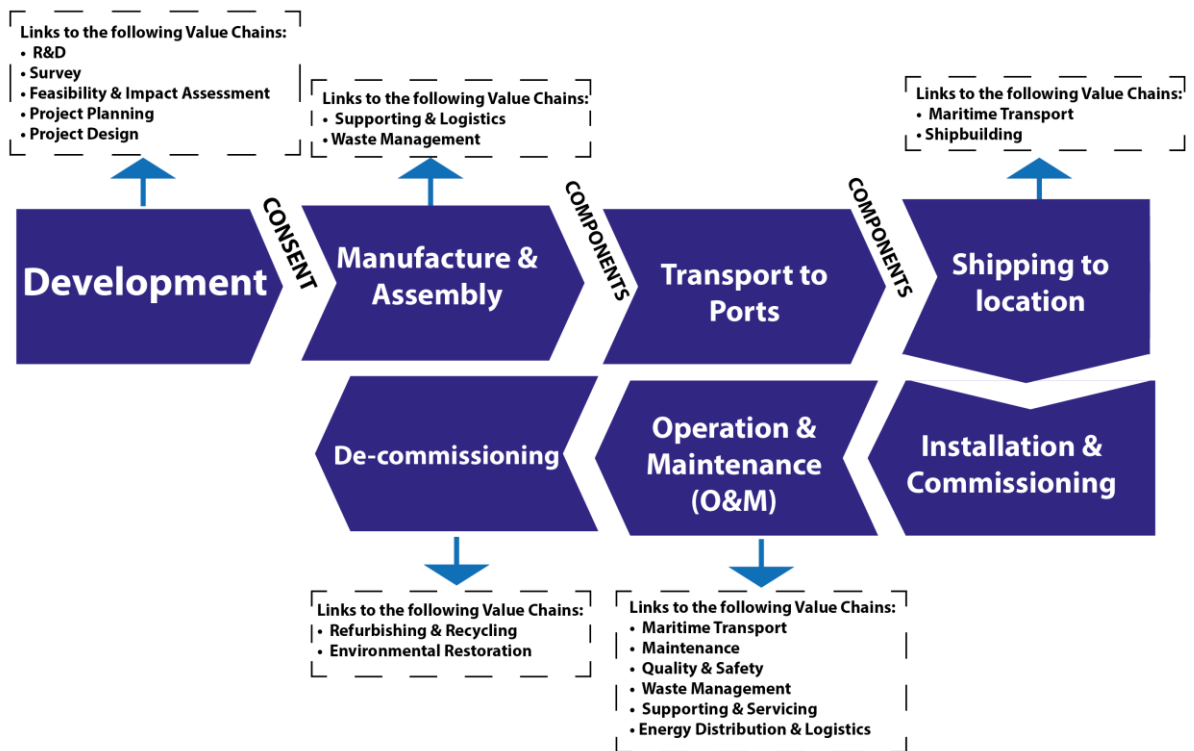 Links to the following Value Chains:
• R&D
• Survey
• Feasibility & Impact Assessment
• Project Planning
• Project Design
Links to the following Value Chains:
• Supporting & Logistics
• Waste Management
Links to the following Value Chains:
• Maritime Transport
• Shipbuilding
Development
CONSENT
Manufacture &
Assembly
COMPONENTS
Transport to
Ports
COMPONENTS
Shipping to
location
De-commissioning
Operation &
Maintenance
(O&M)
Installation &
Commissioning
Links to the following Value Chains:
• Refurbishing & Recycling
• Environmental Restoration
Links to the following Value Chains:
• Maritime Transport
• Maintenance
• Quality & Safety
• Waste Management
• Supporting & Servicing
• Energy Distribution & Logistics